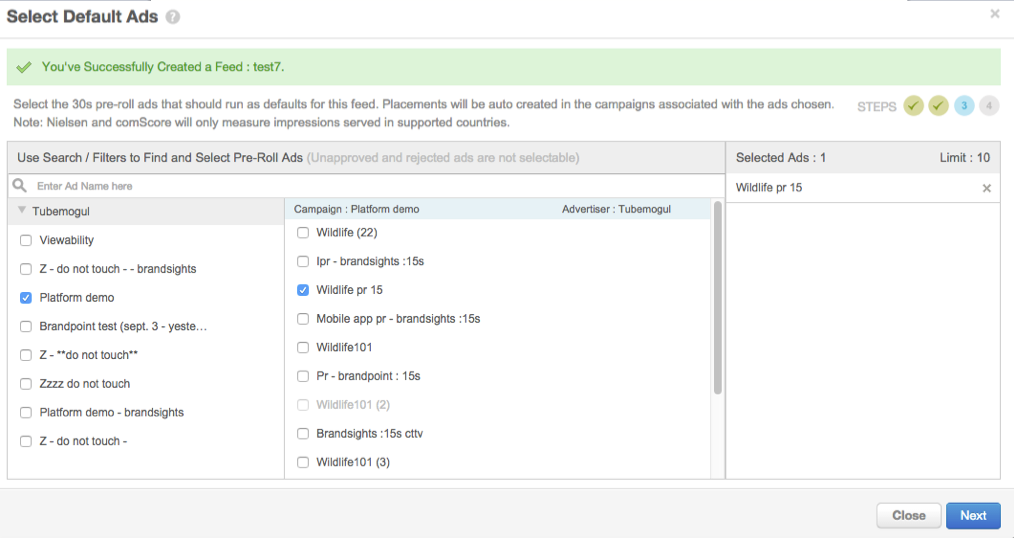 Select Default Ads ?
You've Successfully Created a Feed : test7.
Select the 30s pre-roll ads that should run as defaults for this feed. Placements will be auto created in the campaigns associated with the ads chosen.
Note: Nielsen and comScore will only measure impressions served in supported countries.
STEPS 3 4
Use Search / Filters to Find and Select Pre-Roll Ads (Unapproved and rejected ads are not selectable)
Enter Ad Name here
Tubemogul
Viewability
Z - do not touch - - brandsights
Platform demo
Brandpoint test (sept. 3 - yeste...
Z - **do not touch**
Zzzz do not touch
Platform demo - brandsights
Z - do not touch -
Campaign : Platform demo Advertiser : Tubemogul
Wildlife (22)
Ipr - brandsights :15s
Wildlife pr 15
Mobile app pr - brandsights :15s
Wildlife101
Pr - brandpoint : 15s
Wildlife101 (2)
Brandsights :15s cttv
Wildlife101 (3)
Selected Ads : 1 Limit : 10
Wildlife pr 15
Close Next